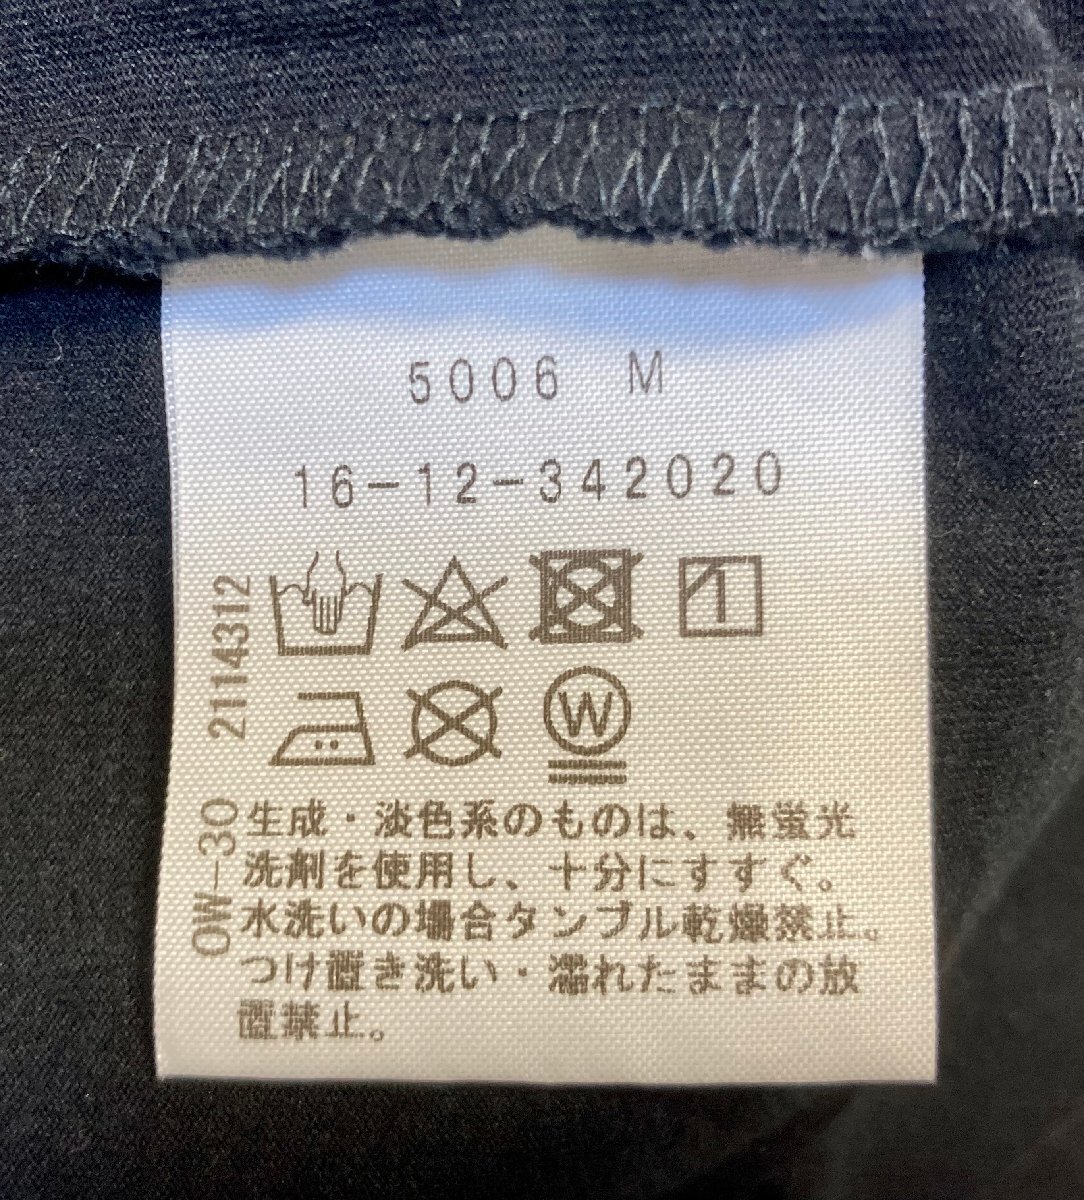 5006 M
16-12-342020
2114312
W
OW-30
生成・淡色系のものは、無蛍光
洗剤を使用し、十分にすすぐ。
水洗いの場合タンブル乾燥禁止。
つけ置き洗い・濡れたままの放
置禁止。